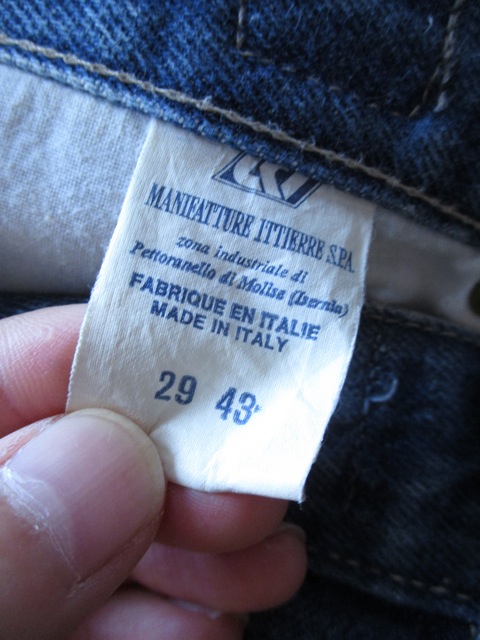 MANIFATTURE ITTIERRE S.P.A.
zona industriale di
Pettoranello di Molise (Isernia)
FABRIQUE EN ITALIE
MADE IN ITALY
29 43